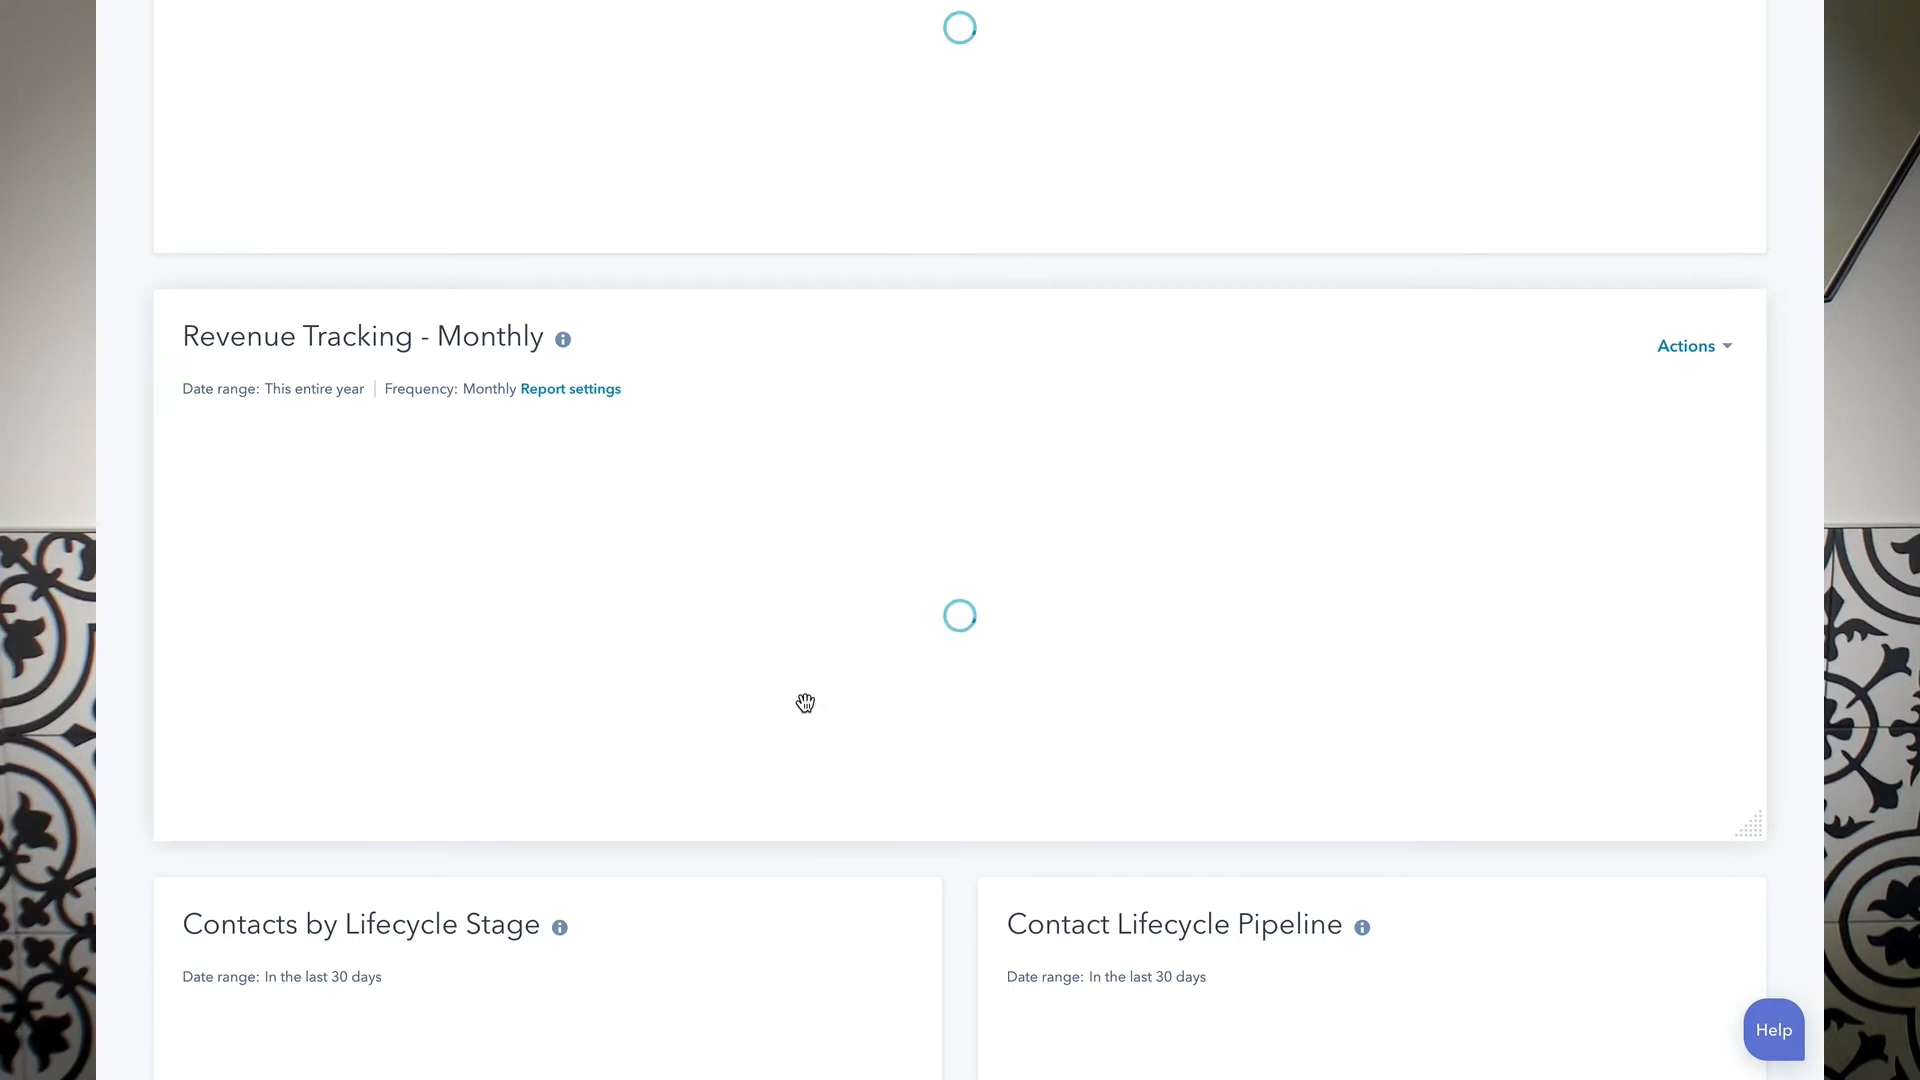 Revenue Tracking - Monthly
Actions
Date range: This entire year | Frequency: Monthly Report settings
Contacts by Lifecycle Stage
Date range: In the last 30 days
Contact Lifecycle Pipeline
Date range: In the last 30 days
Help